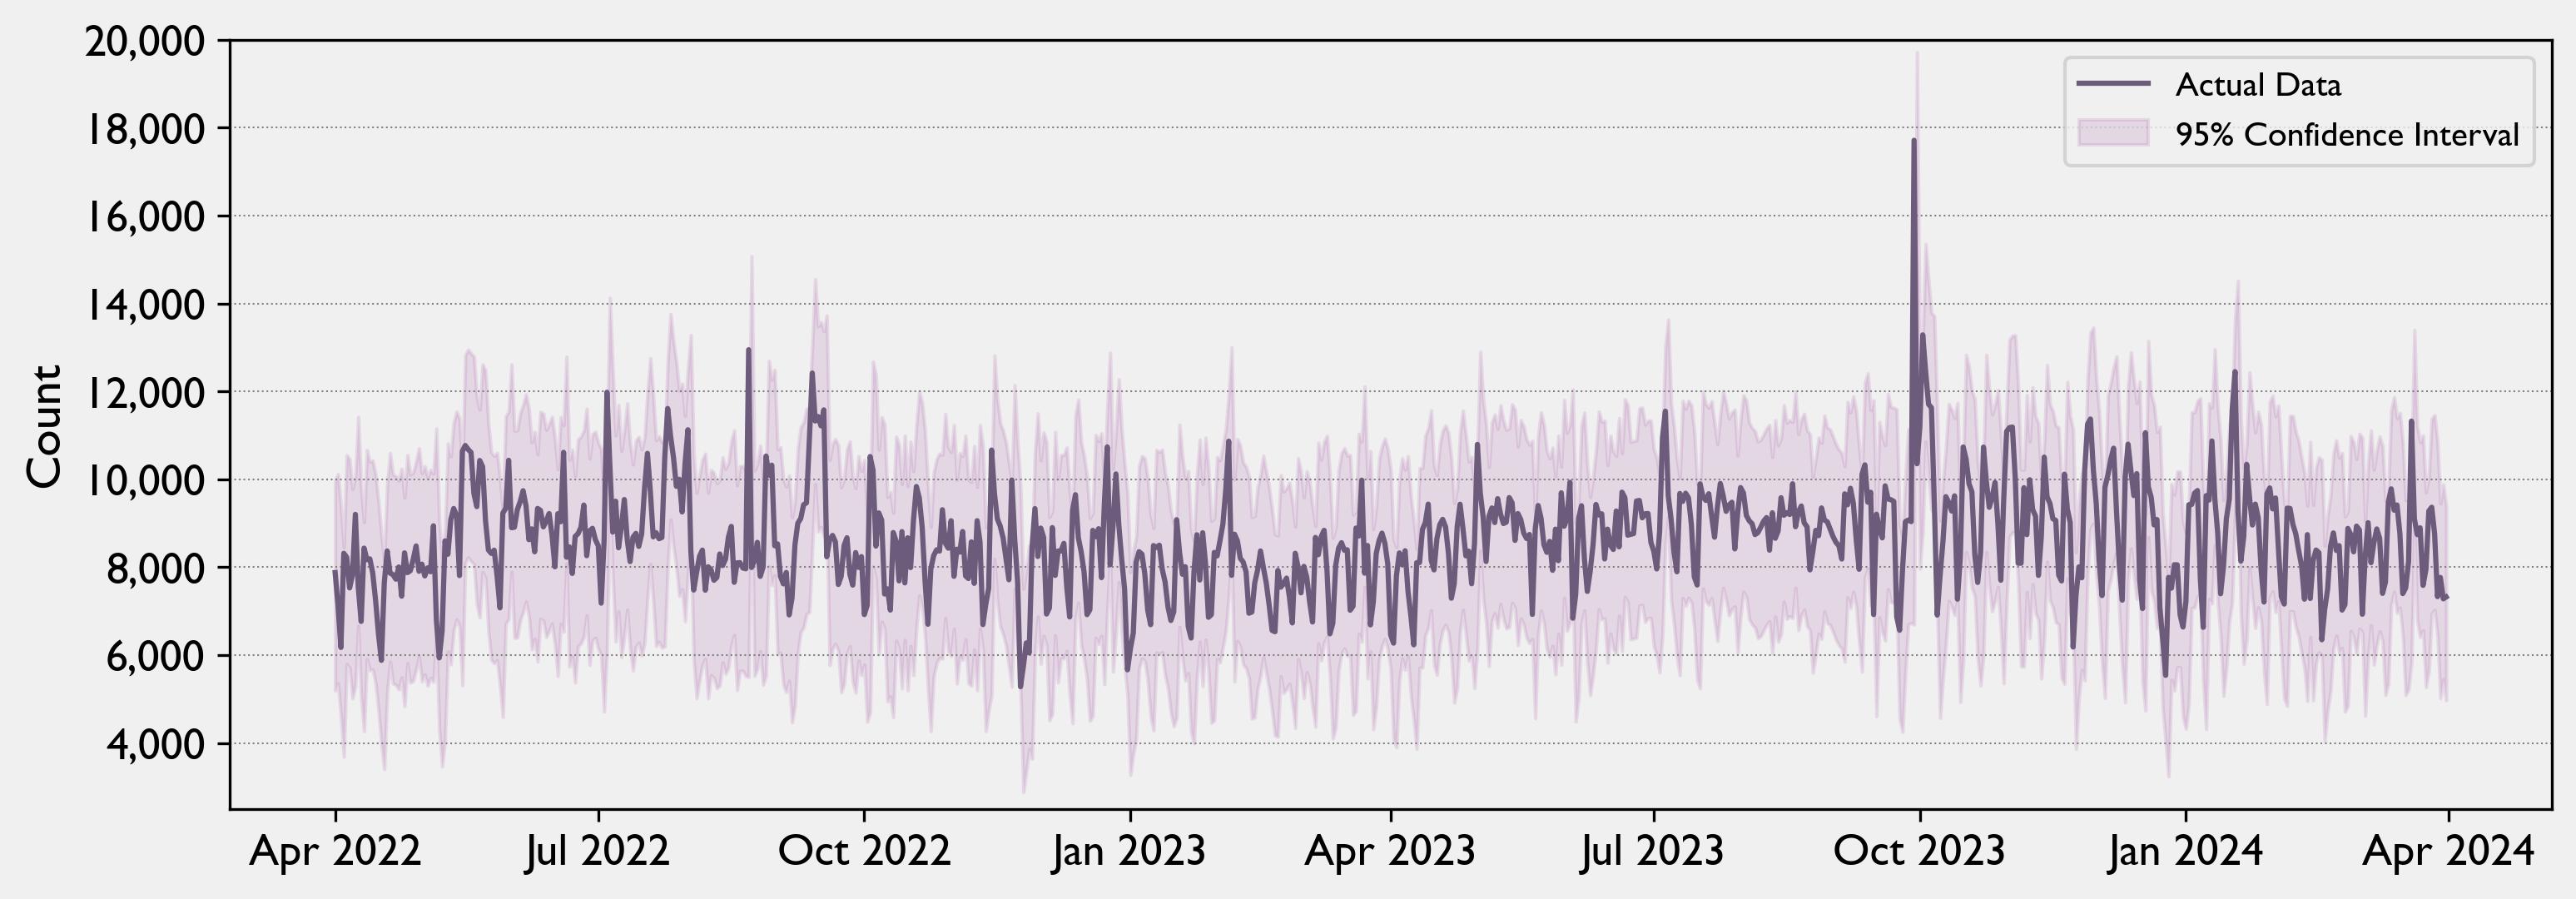 20,000
18,000
16,000
14,000
12,000
10,000
8,000
6,000
4,000
Count
Actual Data
95% Confidence Interval
Apr 2022 Jul 2022 Oct 2022 Jan 2023 Apr 2023 Jul 2023 Oct 2023 Jan 2024 Apr 2024